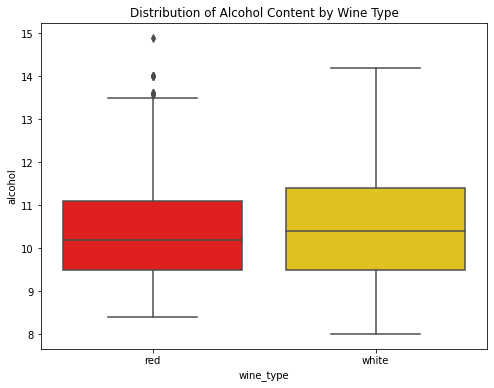 Distribution of Alcohol Content by Wine Type
15
14
13
12
11
10
9
8
alcohol
red
white
wine_type